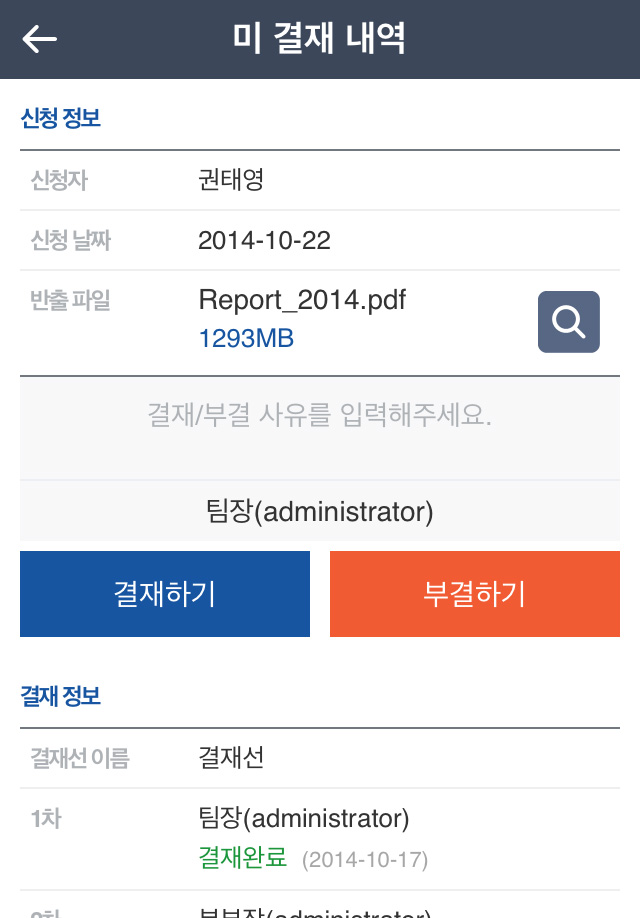 미 결재 내역
신청 정보
신청자 권태영
신청 날짜 2014-10-22
반출 파일 Report_2014.pdf
1293MB
결재/부결 사유를 입력해주세요.
팀장(administrator)
결재하기 부결하기
결재 정보
결재선 이름 결재선
1차 팀장(administrator)
결재완료 (2014-10-17)